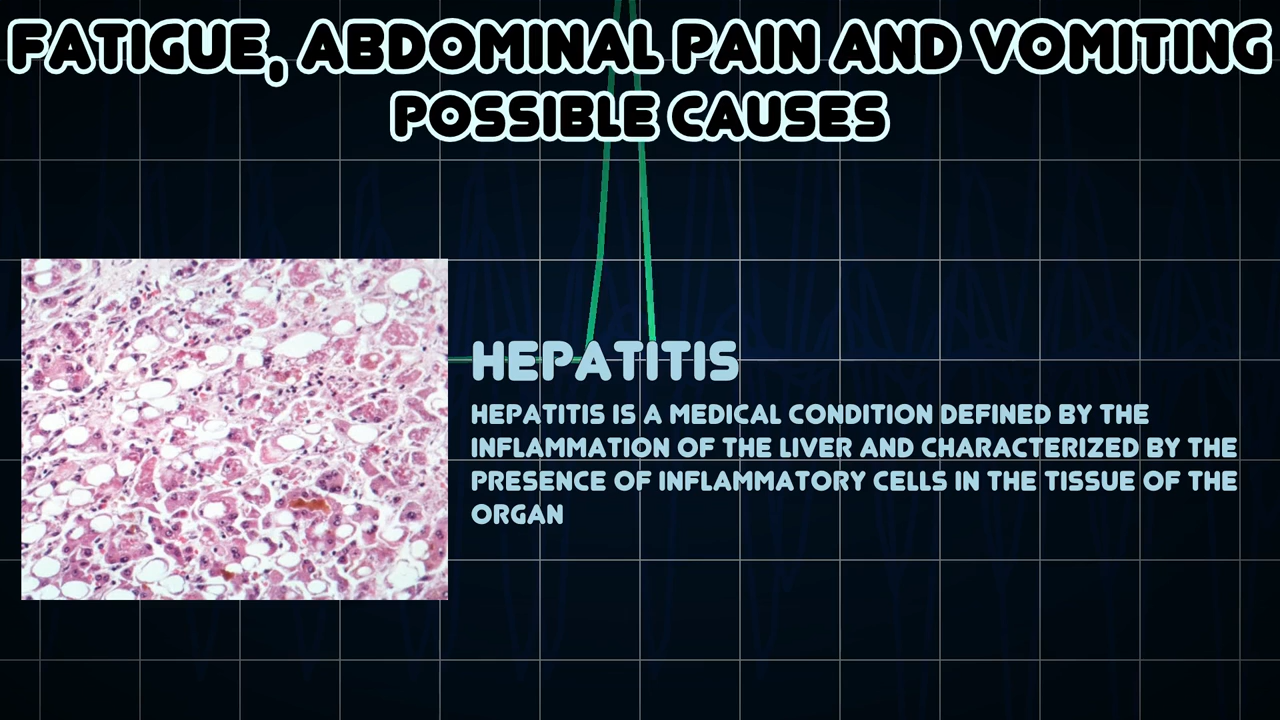 FATIGUE, ABDOMINAL PAIN AND VOMITING
POSSIBLE CAUSES
HEPATITIS
HEPATITIS IS A MEDICAL CONDITION DEFINED BY THE
INFLAMMATION OF THE LIVER AND CHARACTERIZED BY THE
PRESENCE OF INFLAMMATORY CELLS IN THE TISSUE OF THE
ORGAN